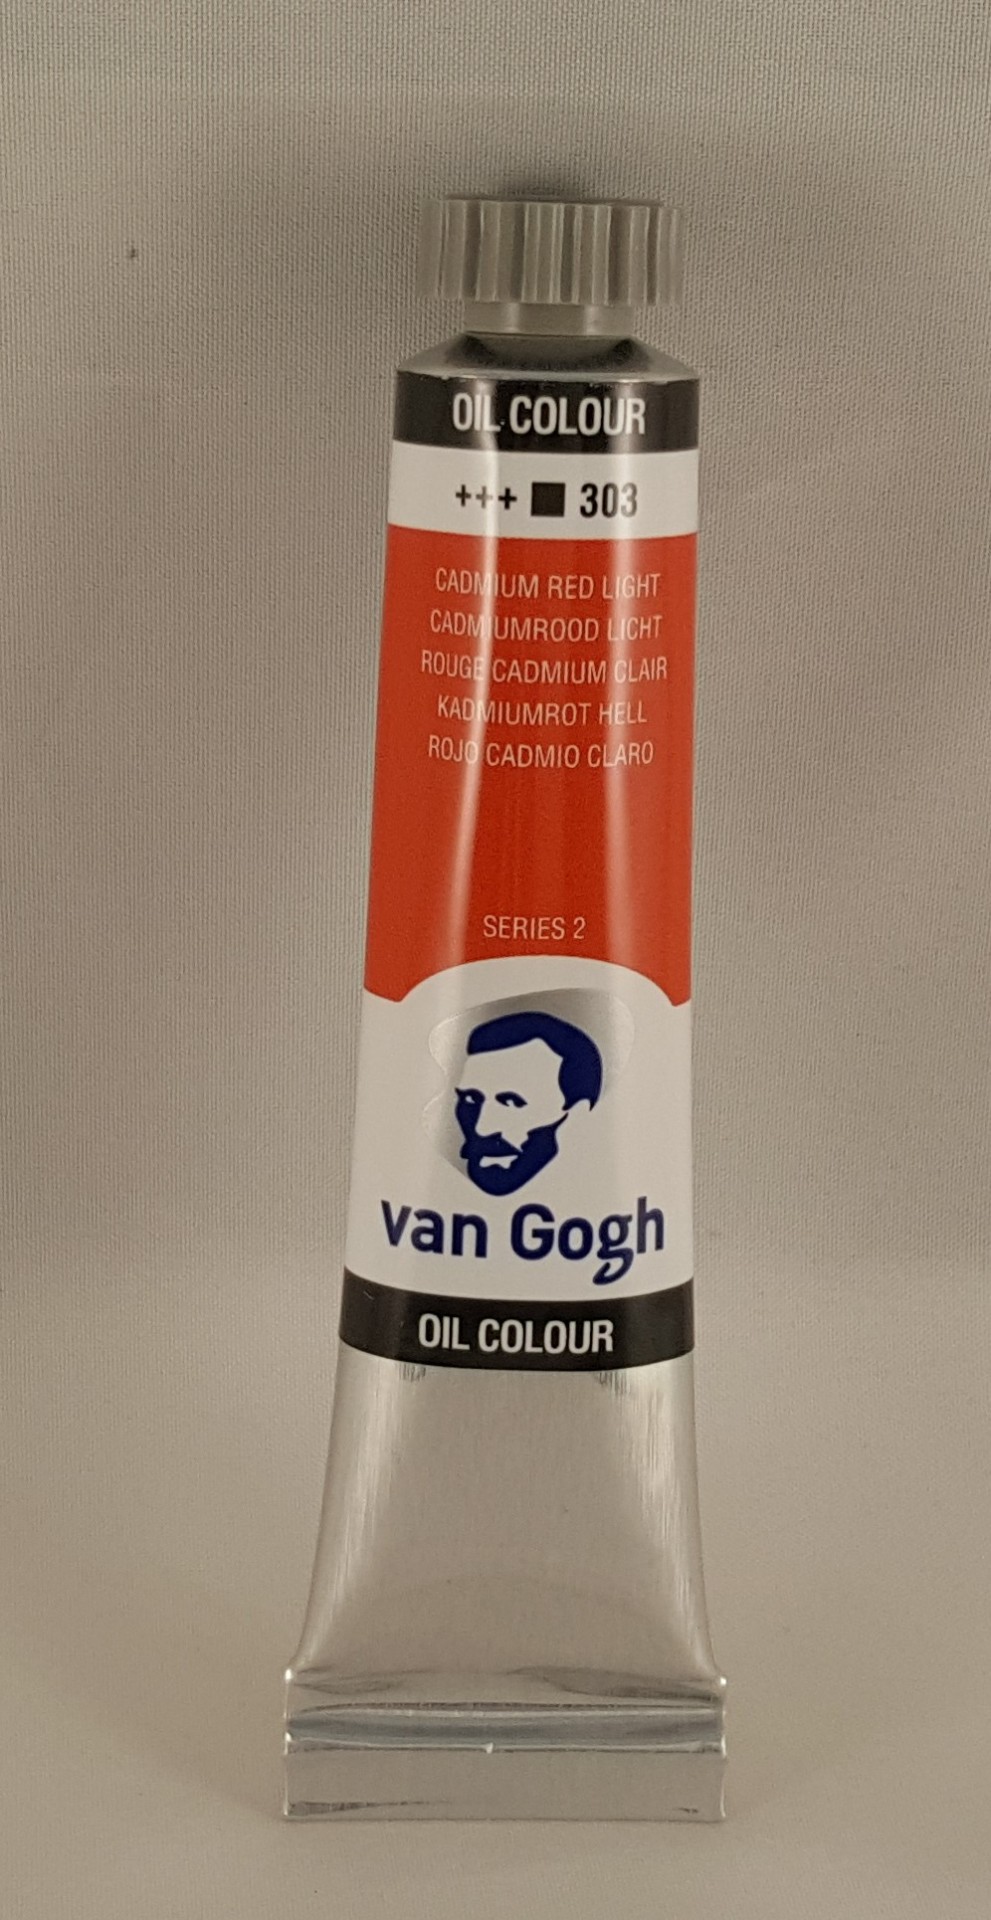 OIL COLOUR
+++ ■ 303
CADMIUM RED LIGHT
CADMIUMROOD LICHT
ROUGE CADMIUM CLAIR
KADMIUMROT HELL
ROJO CADMIO CLARO
SERIES 2
van Gogh
OIL COLOUR